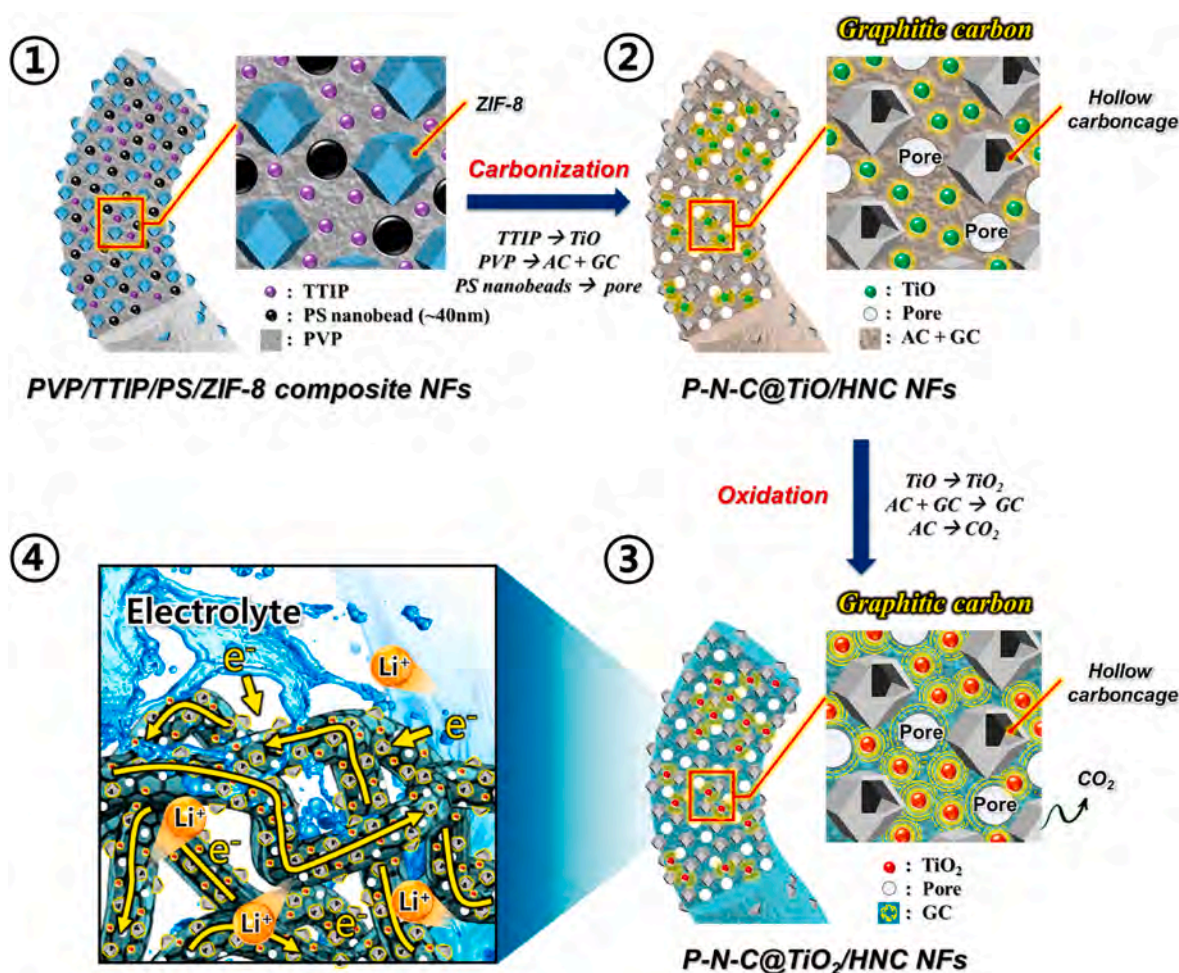 ①
ZIF-8
: TTIP
: PS nanobead (~40nm)
: PVP
PVP/TTIP/PS/ZIF-8 composite NFs
Carbonization
TTIP → TiO
PVP → AC + GC
PS nanobeads → pore
②
Graphitic carbon
Hollow
carboncage
Pore
Pore
: TiO
: Pore
: AC + GC
P-N-C@TiO/HNC NFs
Oxidation
TiO → TiO₂
AC + GC → GC
AC → CO₂
③
Graphitic carbon
Hollow
carboncage
Pore
Pore
CO₂
: TiO₂
: Pore
: GC
P-N-C@TiO₂/HNC NFs
④
Electrolyte
e⁻
Li⁺
e⁻
Li⁺
e⁻
Li⁺
e⁻
Li⁺